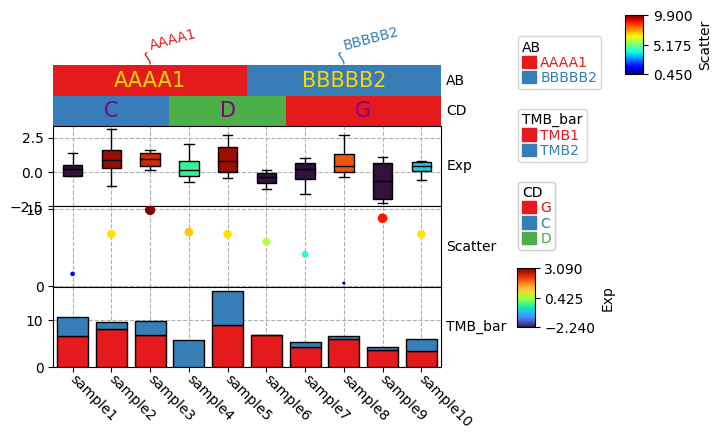 AAAA1
BBBBB2
AAAA1
BBBBB2
AB
C
D
G
CD
2.5
0.0
−2.5
Exp
10
0
Scatter
10
0
TMB_bar
sample1
sample2
sample3
sample4
sample5
sample6
sample7
sample8
sample9
sample10
AB
AAAA1
BBBBB2
TMB_bar
TMB1
TMB2
CD
G
C
D
3.090
0.425
−2.240
Exp
9.900
5.175
0.450
Scatter